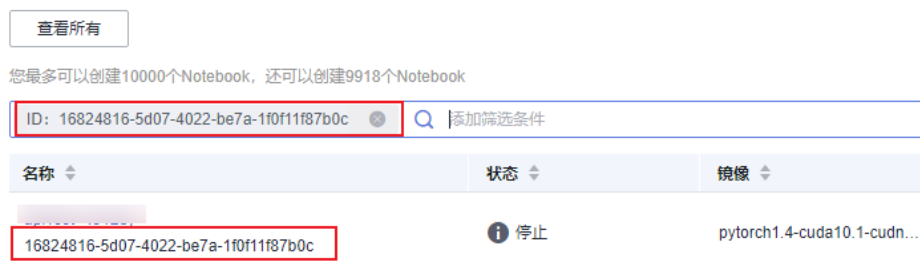 查看所有
您最多可以创建10000个Notebook，还可以创建9918个Notebook
ID：16824816-5d07-4022-be7a-1f0f11f87b0c 添加筛选条件
名称 状态 镜像
16824816-5d07-4022-be7a-1f0f11f87b0c 停止 pytorch1.4-cuda10.1-cudn...